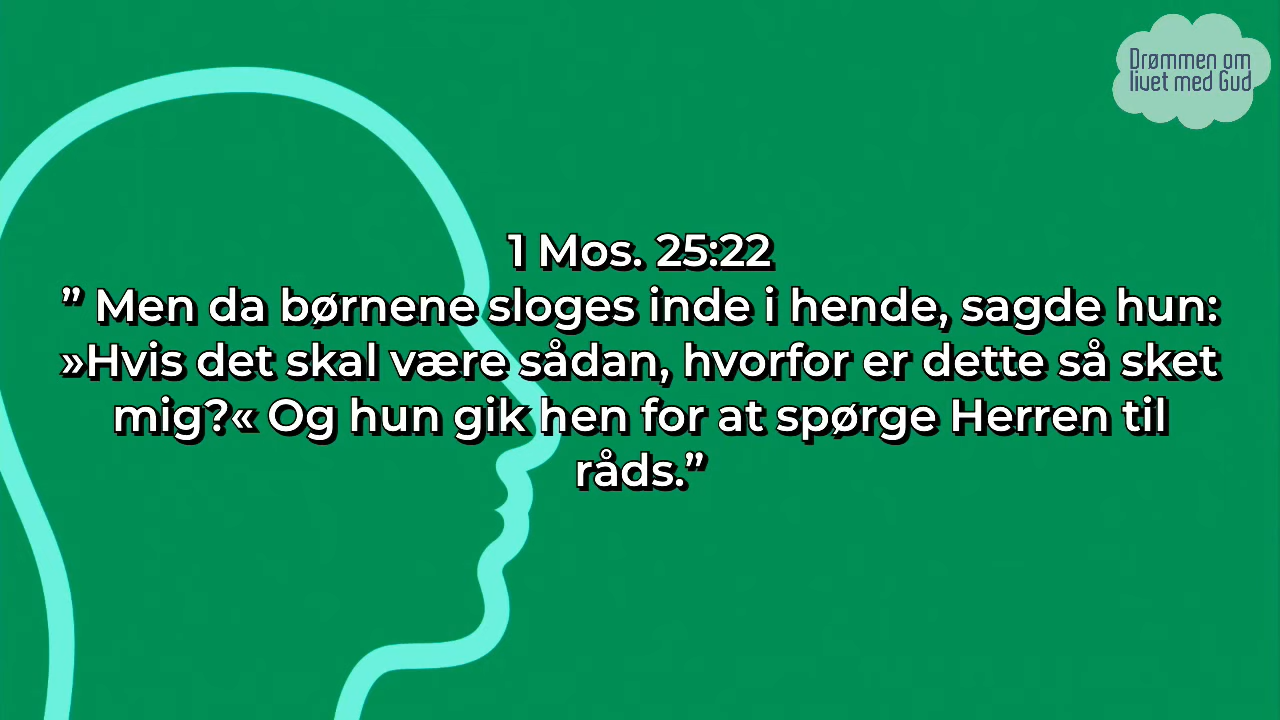 Drømmen om
livet med Gud
1 Mos. 25:22
” Men da børnene sloges inde i hende, sagde hun:
»Hvis det skal være sådan, hvorfor er dette så sket
mig?« Og hun gik hen for at spørge Herren til
råds.”